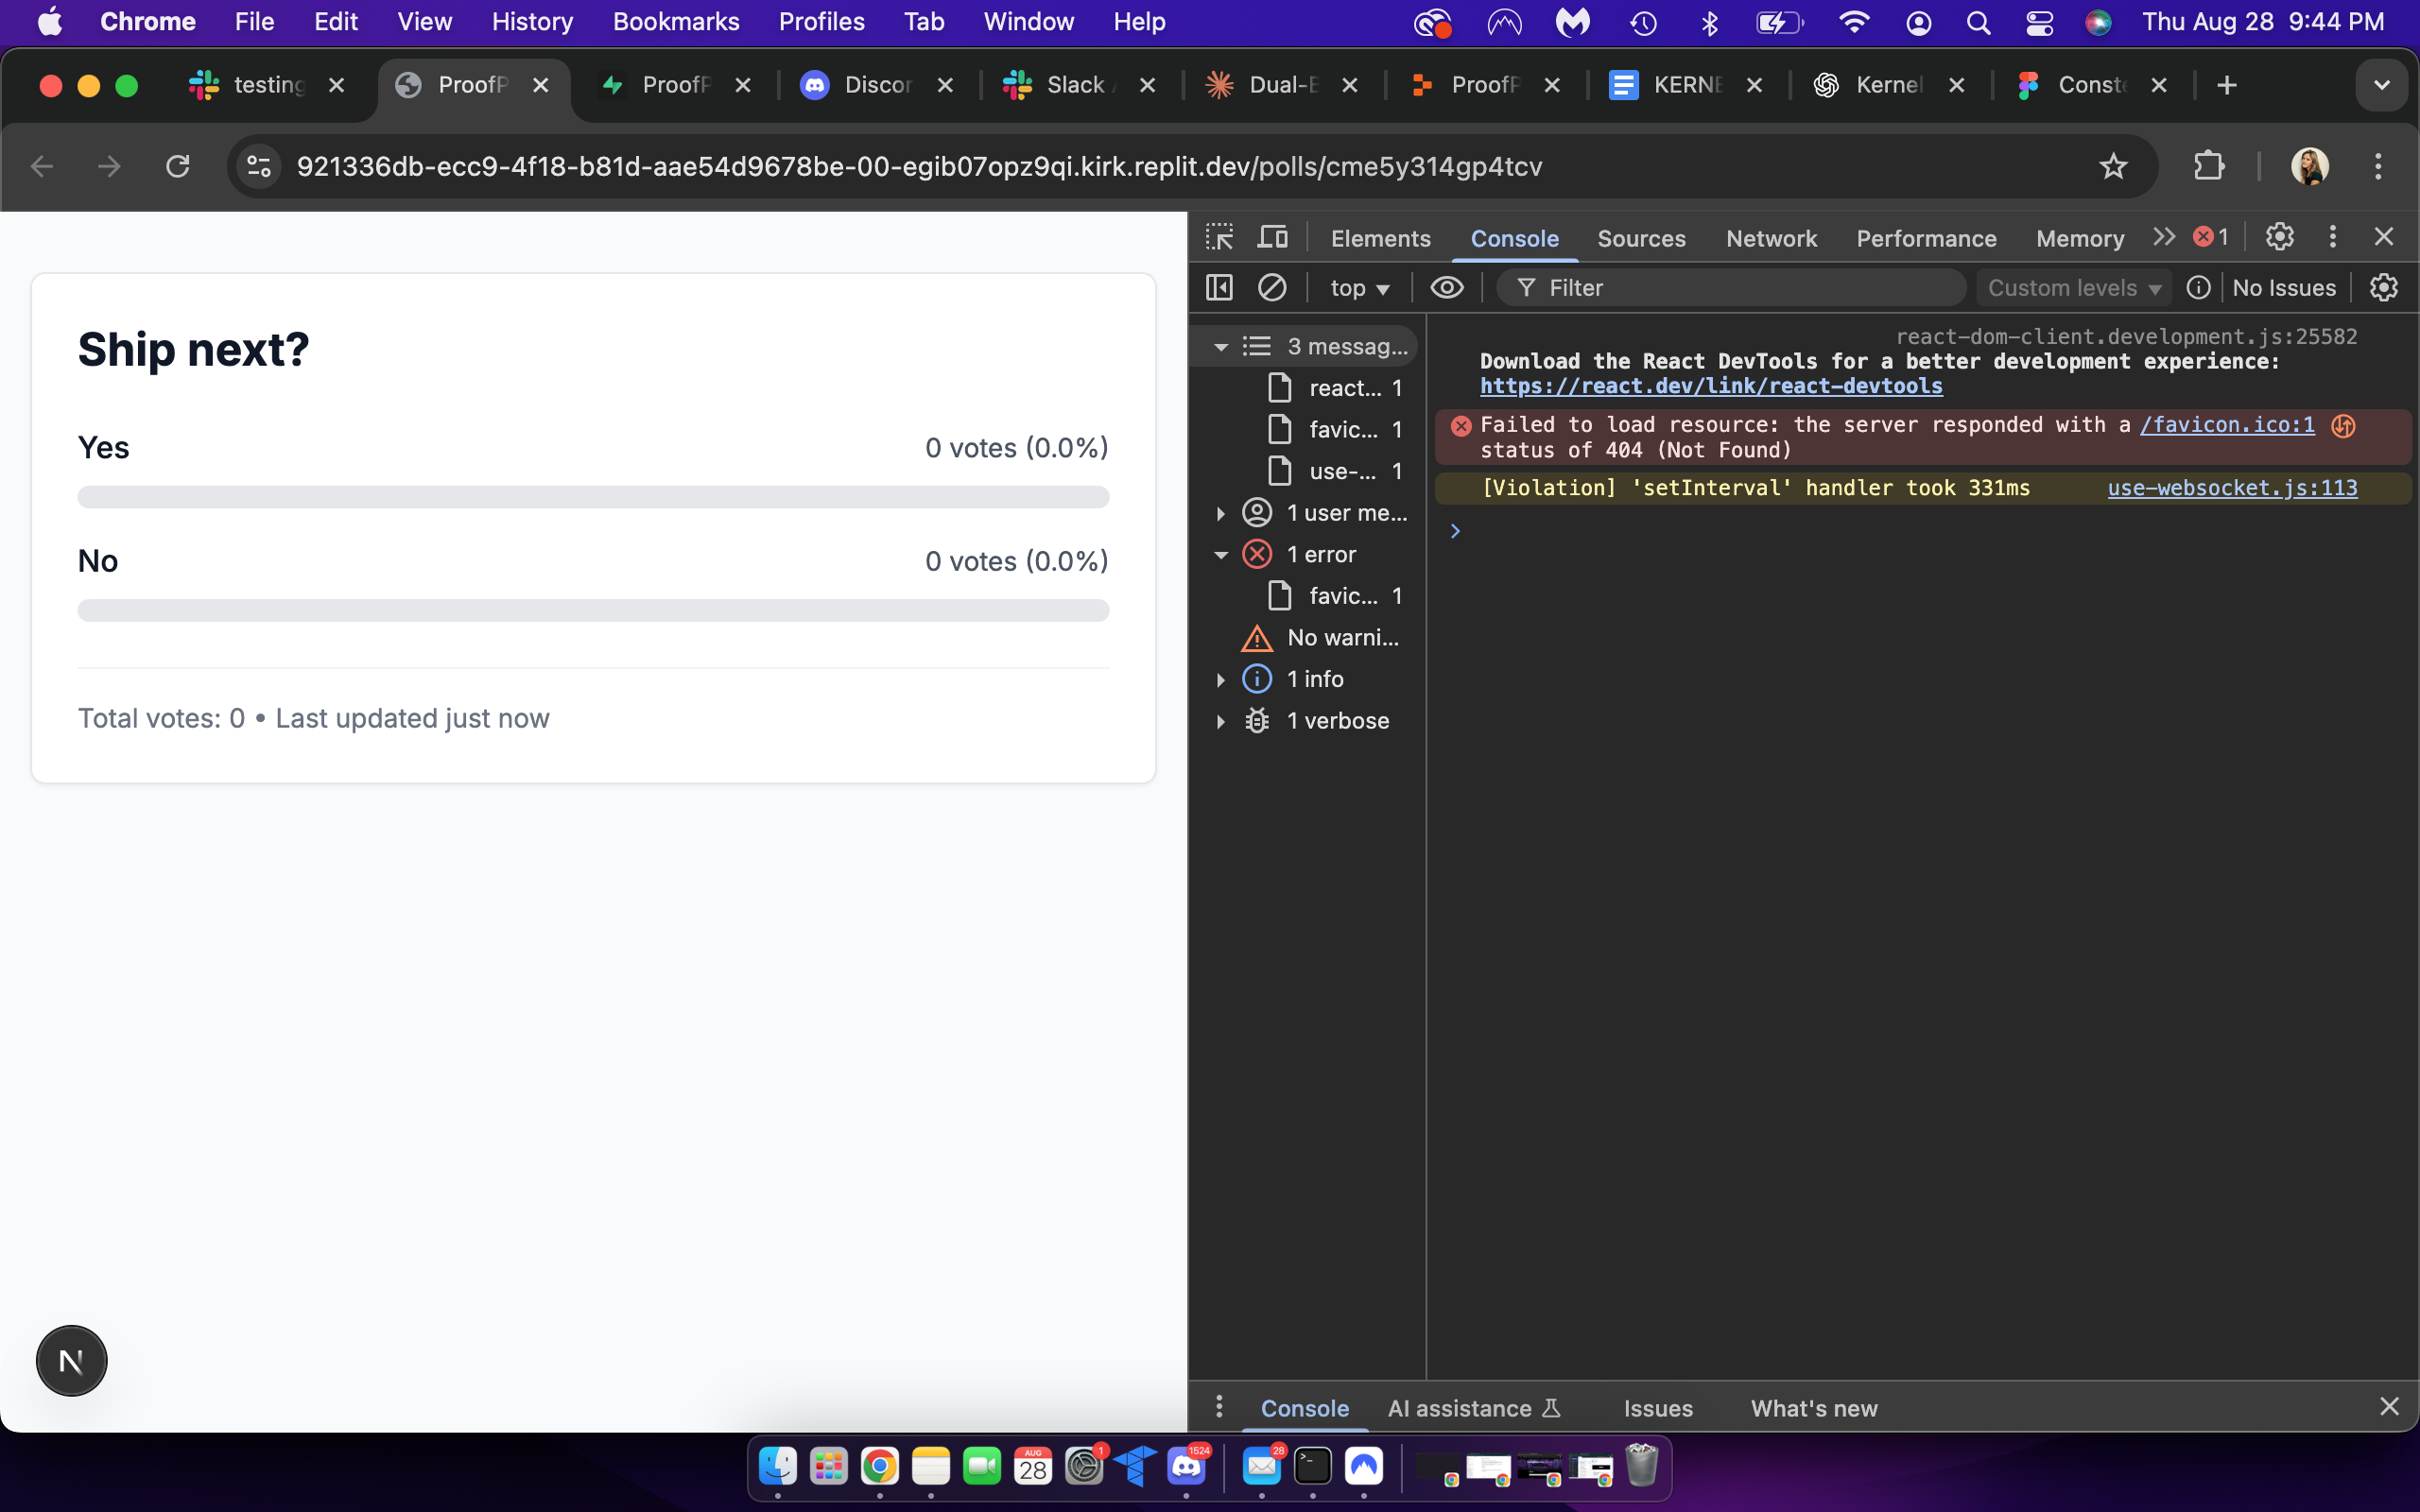 Chrome File Edit View History Bookmarks Profiles Tab Window Help Thu Aug 28 9:44 PM
testing ProofP ProofP Discor Slack Dual-E ProofP KERNE Kernel Conste
921336db-ecc9-4f18-b81d-aae54d9678be-00-egib07opz9qi.kirk.replit.dev/polls/cme5y314gp4tcv
Ship next?
Yes 0 votes (0.0%)
No 0 votes (0.0%)
Total votes: 0 • Last updated just now
N
Elements Console Sources Network Performance Memory 1
top Filter Custom levels No Issues
3 messag...
react... 1
favic... 1
use-... 1
1 user me...
1 error
favic... 1
No warni...
1 info
1 verbose
react-dom-client.development.js:25582
Download the React DevTools for a better development experience:
https://react.dev/link/react-devtools
Failed to load resource: the server responded with a /favicon.ico:1
status of 404 (Not Found)
[Violation] 'setInterval' handler took 331ms use-websocket.js:113
Console AI assistance Issues What's new
AUG 1 1524 28
28